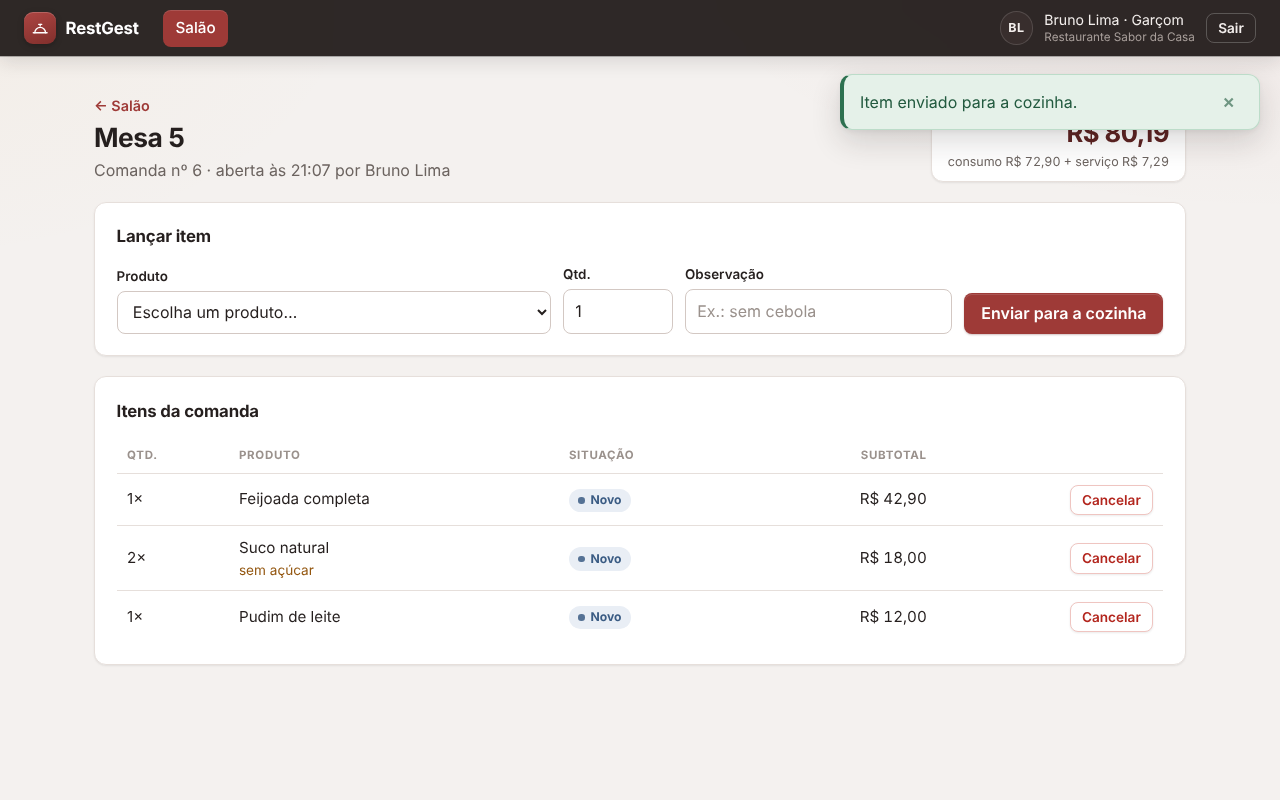 RestGest
Salão
BL
Bruno Lima · Garçom
Restaurante Sabor da Casa
Sair
Item enviado para a cozinha.
×
← Salão
Mesa 5
Comanda nº 6 · aberta às 21:07 por Bruno Lima
R$ 80,19
consumo R$ 72,90 + serviço R$ 7,29
Lançar item
Produto
Qtd.
Observação
Escolha um produto...
1
Ex.: sem cebola
Enviar para a cozinha
Itens da comanda
QTD. PRODUTO SITUAÇÃO SUBTOTAL
1× Feijoada completa Novo R$ 42,90 Cancelar
2× Suco natural Novo R$ 18,00 Cancelar
sem açúcar
1× Pudim de leite Novo R$ 12,00 Cancelar